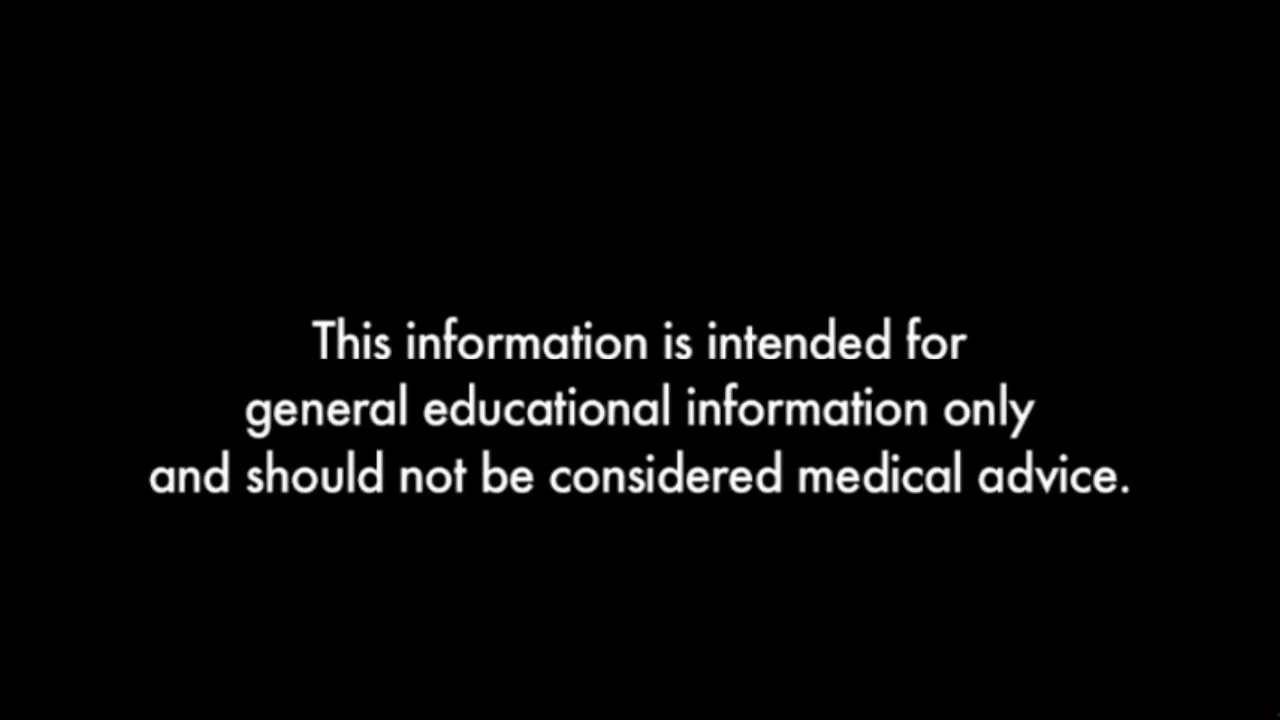 This information is intended for
general educational information only
and should not be considered medical advice.